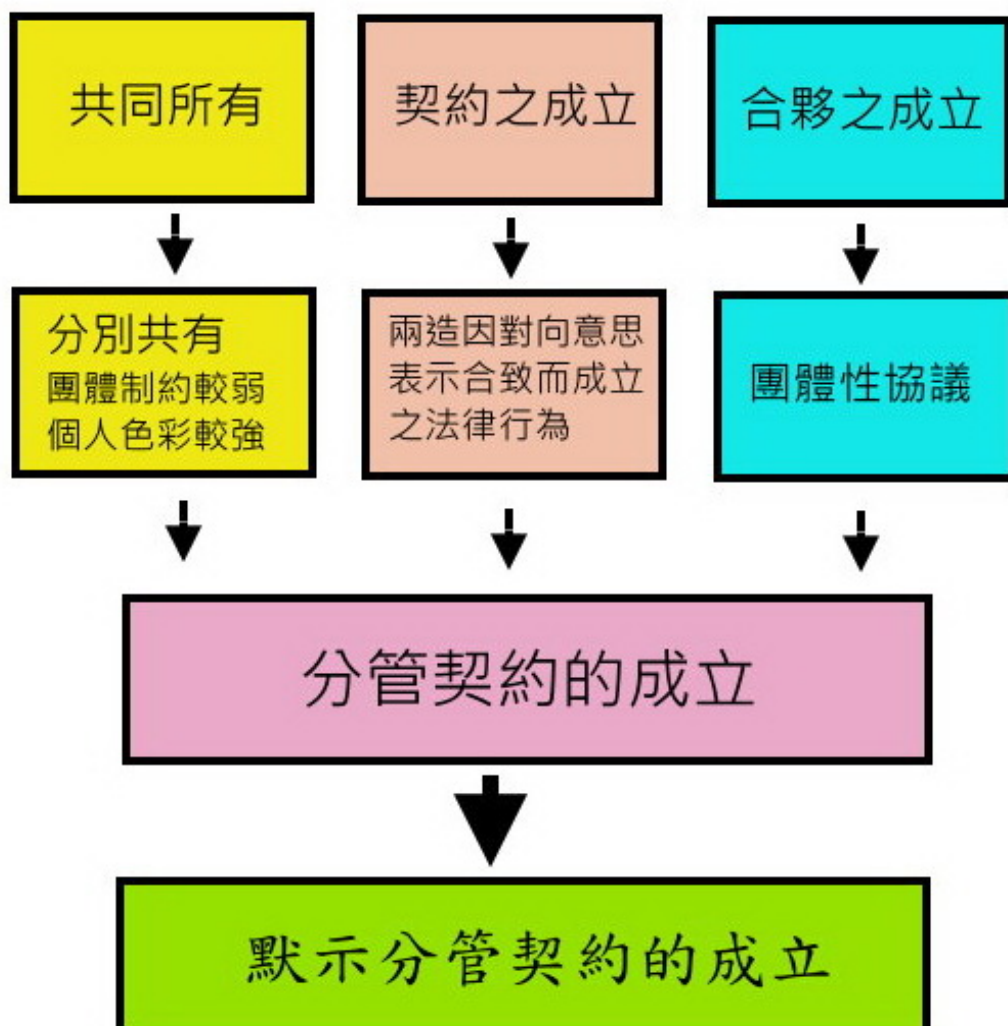 共同所有
契約之成立
合夥之成立
分別共有
團體制約較弱
個人色彩較強
兩造因對向意思
表示合致而成立
之法律行為
團體性協議
分管契約的成立
默示分管契約的成立